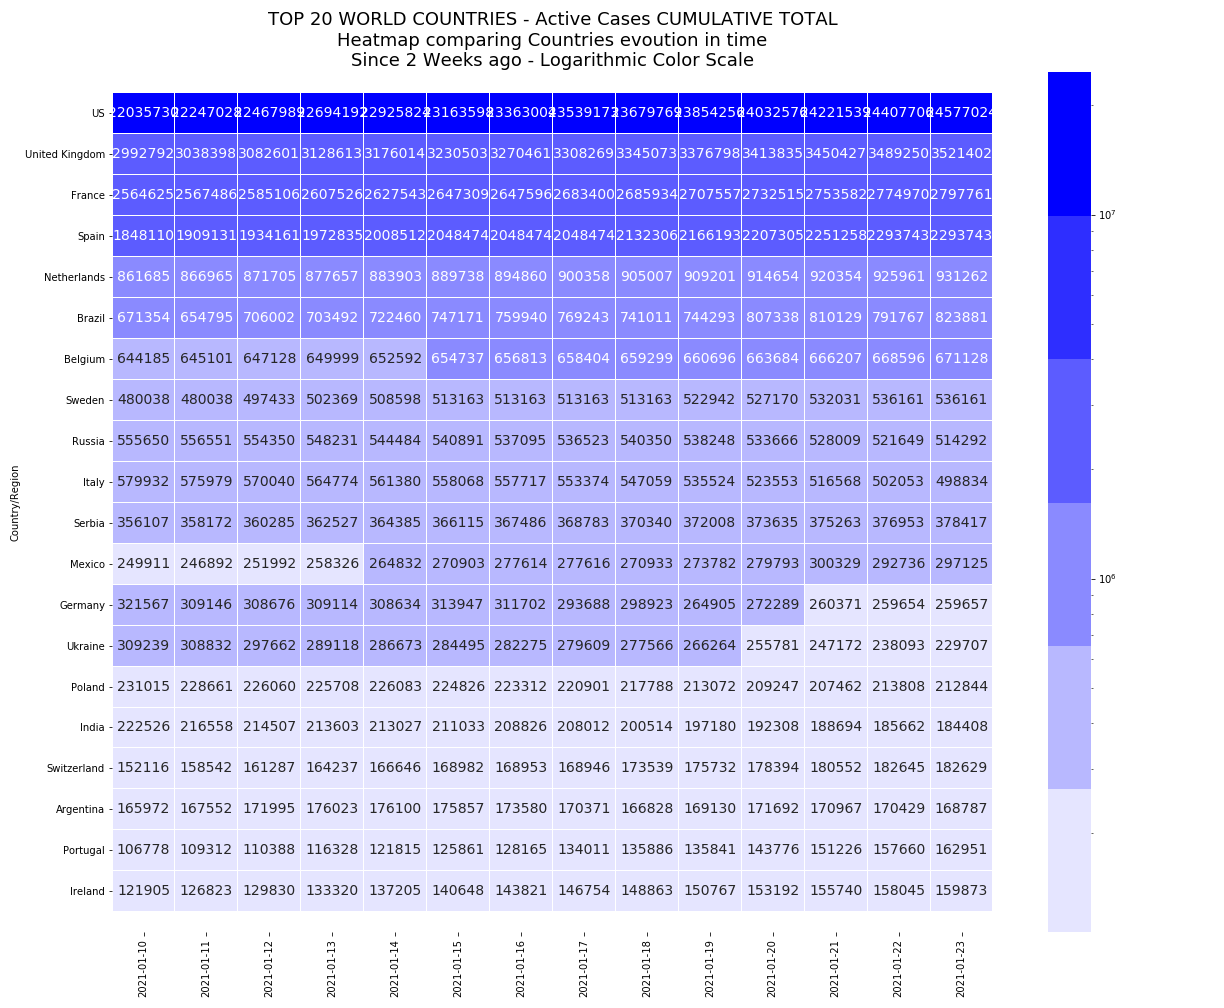 TOP 20 WORLD COUNTRIES - Active Cases CUMULATIVE TOTAL
Heatmap comparing Countries evoution in time
Since 2 Weeks ago - Logarithmic Color Scale
US 22035730 22247028 22467989 22694192 22925824 23163598 23363004 23539173 23679769 23854256 24032576 24221539 24407706 24577024
United Kingdom 2992792 3038398 3082601 3128613 3176014 3230503 3270461 3308269 3345073 3376798 3413835 3450427 3489250 3521402
France 2564625 2567486 2585106 2607526 2627543 2647309 2647596 2683400 2685934 2707557 2732515 2753582 2774970 2797761
Spain 1848110 1909131 1934161 1972835 2008512 2048474 2048474 2048474 2132306 2166193 2207305 2251258 2293743 2293743
Netherlands 861685 866965 871705 877657 883903 889738 894860 900358 905007 909201 914654 920354 925961 931262
Brazil 671354 654795 706002 703492 722460 747171 759940 769243 741011 744293 807338 810129 791767 823881
Belgium 644185 645101 647128 649999 652592 654737 656813 658404 659299 660696 663684 666207 668596 671128
Sweden 480038 480038 497433 502369 508598 513163 513163 513163 513163 522942 527170 532031 536161 536161
Russia 555650 556551 554350 548231 544484 540891 537095 536523 540350 538248 533666 528009 521649 514292
Italy 579932 575979 570040 564774 561380 558068 557717 553374 547059 535524 523553 516568 502053 498834
Serbia 356107 358172 360285 362527 364385 366115 367486 368783 370340 372008 373635 375263 376953 378417
Mexico 249911 246892 251992 258326 264832 270903 277614 277616 270933 273782 279793 300329 292736 297125
Germany 321567 309146 308676 309114 308634 313947 311702 293688 298923 264905 272289 260371 259654 259657
Ukraine 309239 308832 297662 289118 286673 284495 282275 279609 277566 266264 255781 247172 238093 229707
Poland 231015 228661 226060 225708 226083 224826 223312 220901 217788 213072 209247 207462 213808 212844
India 222526 216558 214507 213603 213027 211033 208826 208012 200514 197180 192308 188694 185662 184408
Switzerland 152116 158542 161287 164237 166646 168982 168953 168946 173539 175732 178394 180552 182645 182629
Argentina 165972 167552 171995 176023 176100 175857 173580 170371 166828 169130 171692 170967 170429 168787
Portugal 106778 109312 110388 116328 121815 125861 128165 134011 135886 135841 143776 151226 157660 162951
Ireland 121905 126823 129830 133320 137205 140648 143821 146754 148863 150767 153192 155740 158045 159873
Country/Region
2021-01-10 2021-01-11 2021-01-12 2021-01-13 2021-01-14 2021-01-15 2021-01-16 2021-01-17 2021-01-18 2021-01-19 2021-01-20 2021-01-21 2021-01-22 2021-01-23
10⁷
10⁶